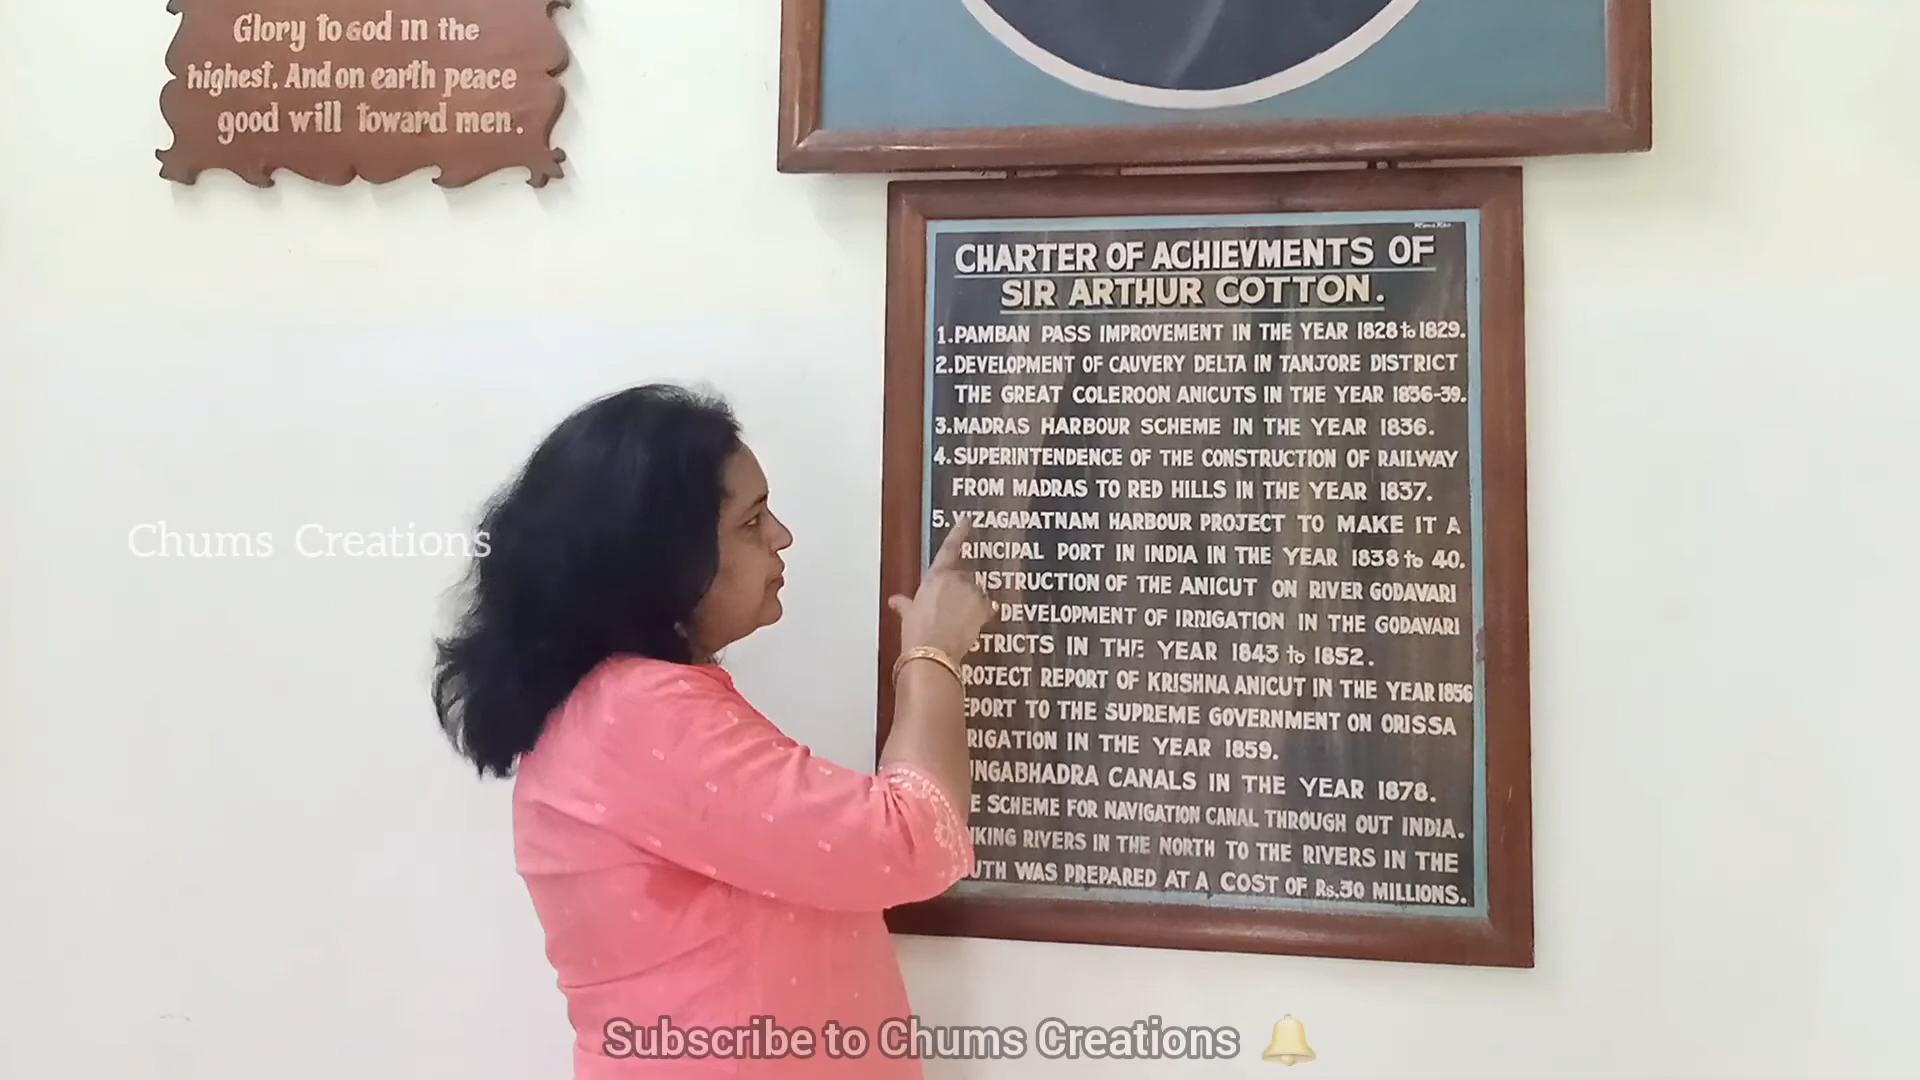 Glory to God in the
highest, And on earth peace
good will toward men.
CHARTER OF ACHIEVMENTS OF
SIR ARTHUR COTTON.
1. PAMBAN PASS IMPROVEMENT IN THE YEAR 1828 to 1829.
2. DEVELOPMENT OF CAUVERY DELTA IN TANJORE DISTRICT
THE GREAT COLEROON ANICUTS IN THE YEAR 1836-39.
3. MADRAS HARBOUR SCHEME IN THE YEAR 1836.
4. SUPERINTENDENCE OF THE CONSTRUCTION OF RAILWAY
FROM MADRAS TO RED HILLS IN THE YEAR 1837.
5. VIZAGAPATNAM HARBOUR PROJECT TO MAKE IT A
RINCIPAL PORT IN INDIA IN THE YEAR 1838 to 40.
NSTRUCTION OF THE ANICUT ON RIVER GODAVARI
DEVELOPMENT OF IRRIGATION IN THE GODAVARI
STRICTS IN THE YEAR 1843 to 1852.
ROJECT REPORT OF KRISHNA ANICUT IN THE YEAR 1856
EPORT TO THE SUPREME GOVERNMENT ON ORISSA
RIGATION IN THE YEAR 1859.
NGABHADRA CANALS IN THE YEAR 1878.
E SCHEME FOR NAVIGATION CANAL THROUGH OUT INDIA.
NKING RIVERS IN THE NORTH TO THE RIVERS IN THE
UTH WAS PREPARED AT A COST OF Rs.30 MILLIONS.
Chums Creations
Subscribe to Chums Creations